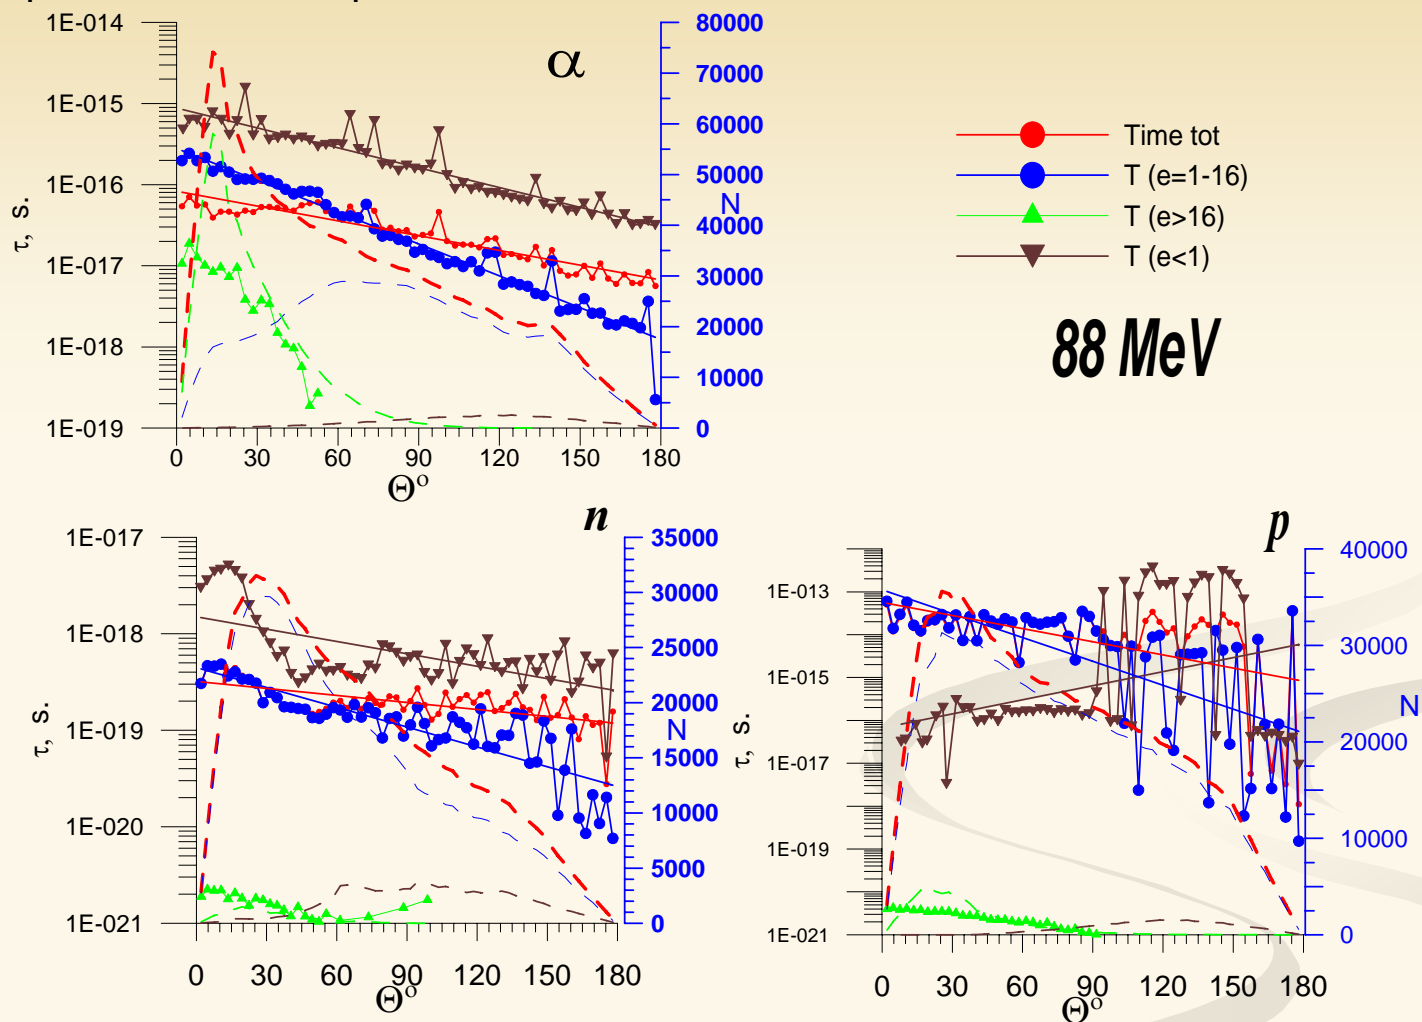 α
1E-014
1E-015
1E-016
1E-017
1E-018
1E-019
τ, s.
80000
70000
60000
50000
40000
30000
20000
10000
0
N
0 30 60 90 120 150 180
Θº
Time tot
T (e=1-16)
T (e>16)
T (e<1)
88 MeV
n
1E-017
1E-018
1E-019
1E-020
1E-021
τ, s.
35000
30000
25000
20000
15000
10000
5000
0
N
0 30 60 90 120 150 180
Θº
p
1E-013
1E-015
1E-017
1E-019
1E-021
τ, s.
40000
30000
20000
10000
0
N
0 30 60 90 120 150 180
Θº